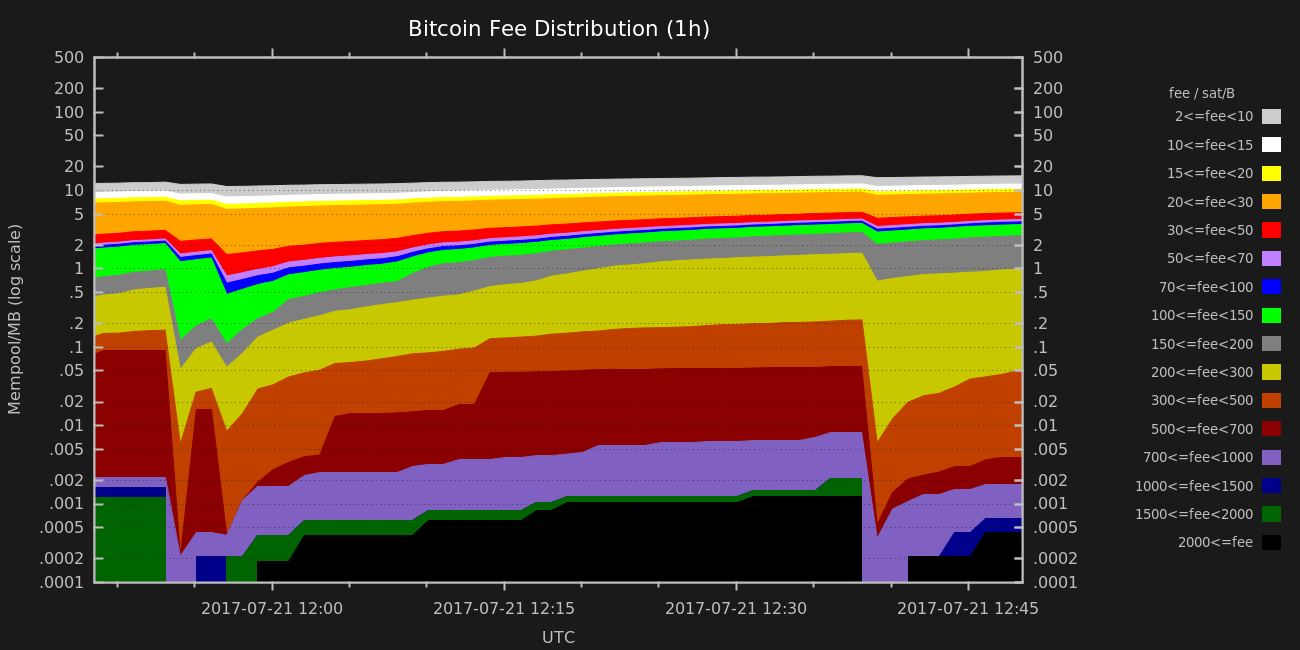 Bitcoin Fee Distribution (1h)
500 500
200 200
100 100
50 50
20 20
10 10
5 5
2 2
1 1
.5 .5
.2 .2
.1 .1
.05 .05
.02 .02
.01 .01
.005 .005
.002 .002
.001 .001
.0005 .0005
.0002 .0002
.0001 .0001
Mempool/MB (log scale)
2017-07-21 12:00 2017-07-21 12:15 2017-07-21 12:30 2017-07-21 12:45
UTC
fee / sat/B
2<=fee<10
10<=fee<15
15<=fee<20
20<=fee<30
30<=fee<50
50<=fee<70
70<=fee<100
100<=fee<150
150<=fee<200
200<=fee<300
300<=fee<500
500<=fee<700
700<=fee<1000
1000<=fee<1500
1500<=fee<2000
2000<=fee